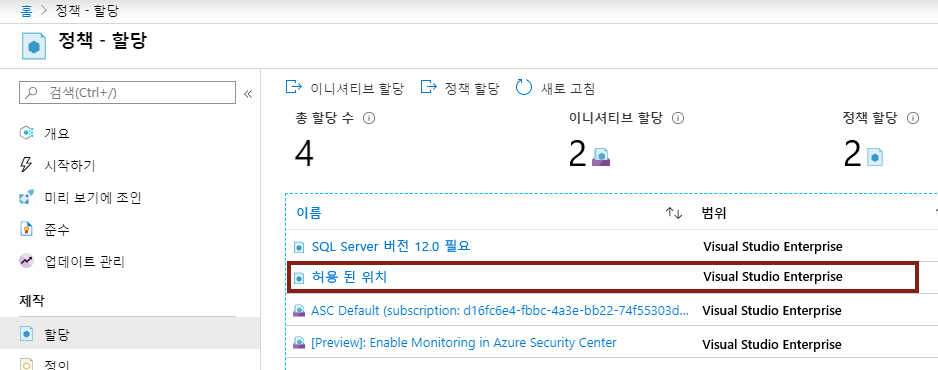 홈 > 정책 - 할당
정책 - 할당
검색(Ctrl+/)
«
개요
시작하기
미리 보기에 조인
준수
업데이트 관리
제작
할당
정의
이니셔티브 할당 정책 할당 새로 고침
총 할당 수 이니셔티브 할당 정책 할당
4 2 2
이름 범위
SQL Server 버전 12.0 필요 Visual Studio Enterprise
허용 된 위치 Visual Studio Enterprise
ASC Default (subscription: d16fc6e4-fbbc-4a3e-bb22-74f55303d... Visual Studio Enterprise
[Preview]: Enable Monitoring in Azure Security Center Visual Studio Enterprise